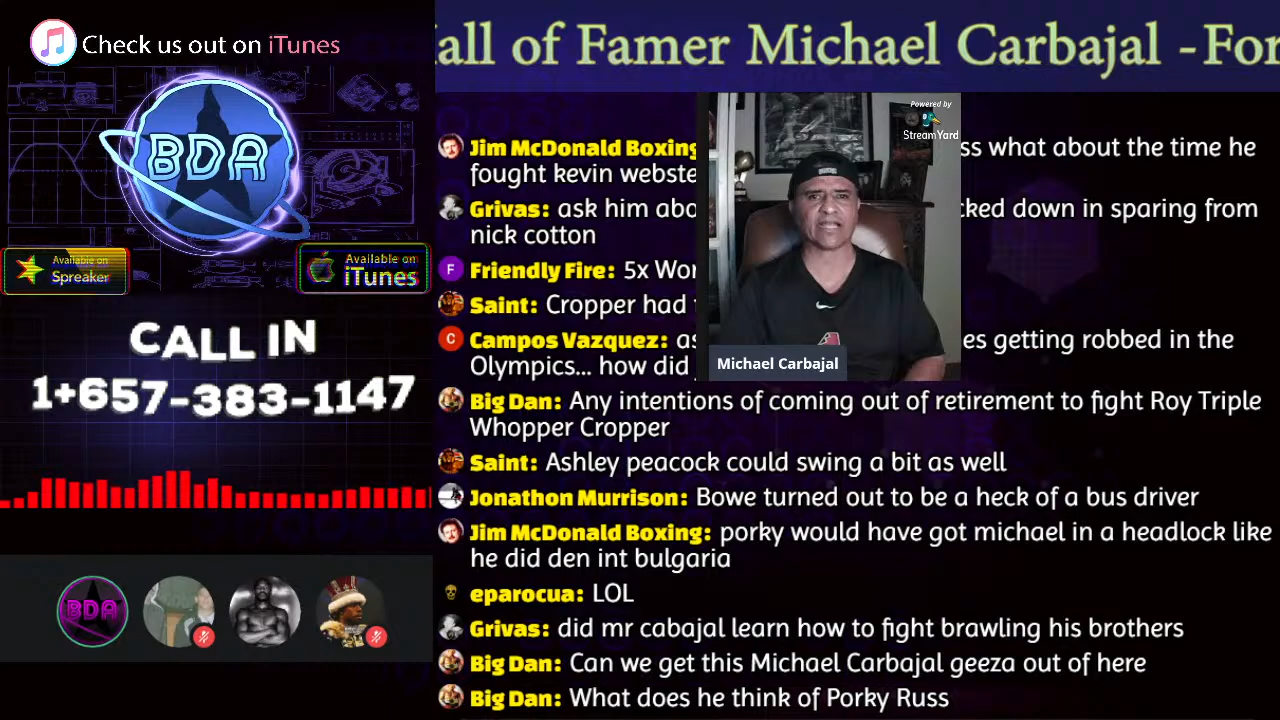 Check us out on iTunes
BDA
Available on
Spreaker
Available on
iTunes
CALL IN
1+657-383-1147
BDA
all of Famer Michael Carbajal - For
Powered by
StreamYard
Michael Carbajal
Jim McDonald Boxing ss what about the time he
fought kevin webste
Grivas: ask him abo cked down in sparing from
nick cotton
F
Friendly Fire: 5x Wor
Saint: Cropper had
C
Campos Vazquez: as es getting robbed in the
Olympics... how did
Big Dan: Any intentions of coming out of retirement to fight Roy Triple
Whopper Cropper
Saint: Ashley peacock could swing a bit as well
Jonathon Murrison: Bowe turned out to be a heck of a bus driver
Jim McDonald Boxing: porky would have got michael in a headlock like
he did den int bulgaria
eparocua: LOL
Grivas: did mr cabajal learn how to fight brawling his brothers
Big Dan: Can we get this Michael Carbajal geeza out of here
Big Dan: What does he think of Porky Russ